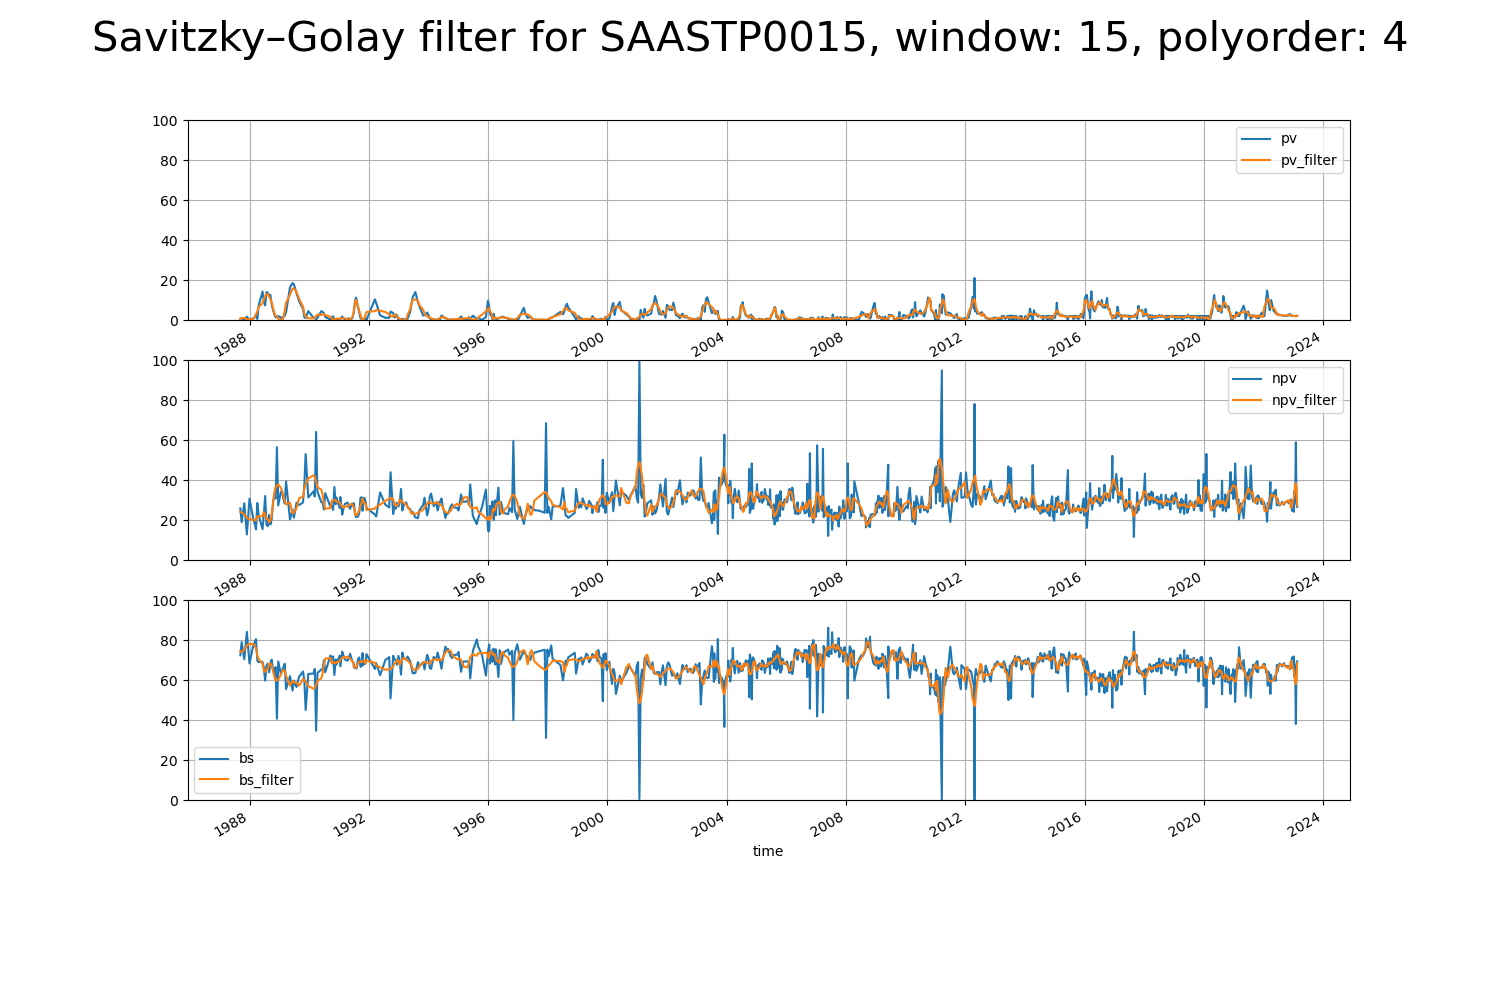 Savitzky–Golay filter for SAASTP0015, window: 15, polyorder: 4
100
80
60
40
20
0
pv
pv_filter
1988 1992 1996 2000 2004 2008 2012 2016 2020 2024
100
80
60
40
20
0
npv
npv_filter
1988 1992 1996 2000 2004 2008 2012 2016 2020 2024
100
80
60
40
20
0
bs
bs_filter
1988 1992 1996 2000 2004 2008 2012 2016 2020 2024
time